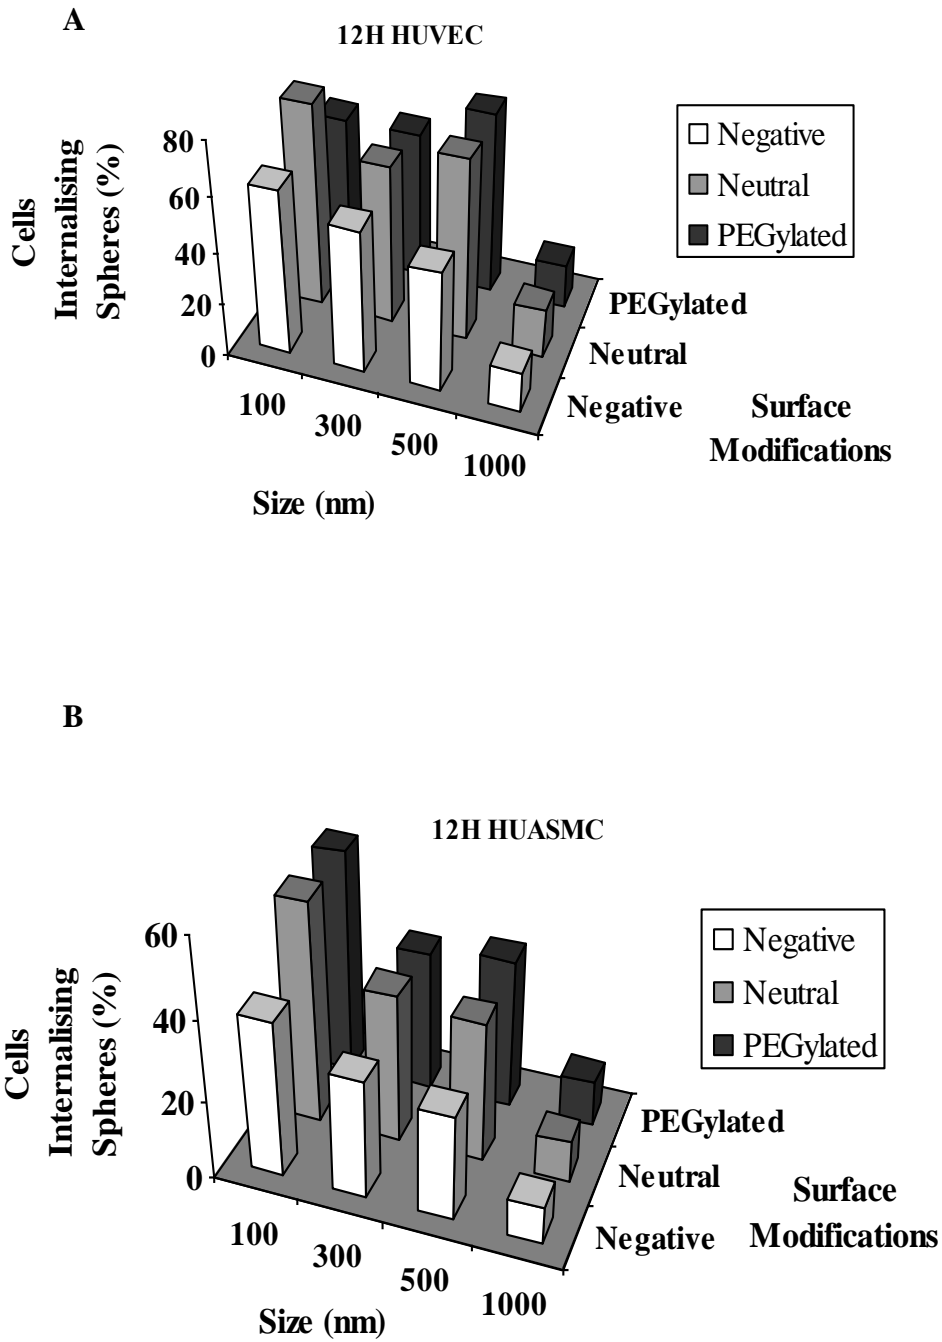 A
12H HUVEC
Cells
Internalising
Spheres (%)
80
60
40
20
0
100
300
500
1000
Size (nm)
PEGylated
Neutral
Negative
Surface
Modifications
Negative
Neutral
PEGylated
B
12H HUASMC
Cells
Internalising
Spheres (%)
60
40
20
0
100
300
500
1000
Size (nm)
PEGylated
Neutral
Negative
Surface
Modifications
Negative
Neutral
PEGylated